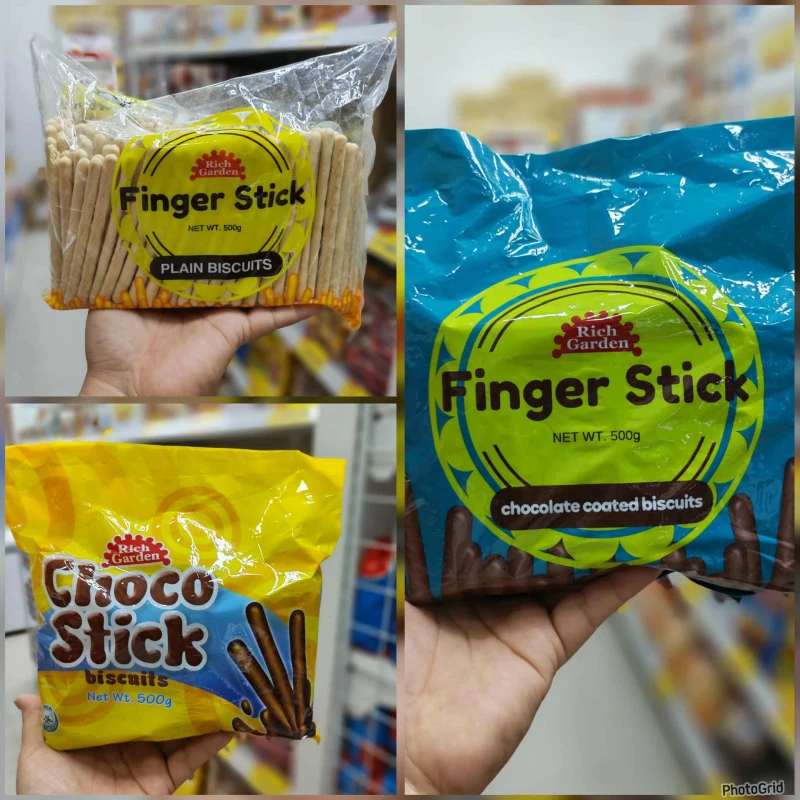 Rich
Garden
Finger Stick
NET WT. 500g
PLAIN BISCUITS
Rich
Garden
Finger Stick
NET WT. 500g
chocolate coated biscuits
Rich
Garden
Choco
Stick
biscuits
Net Wt. 500g
PhotoGrid